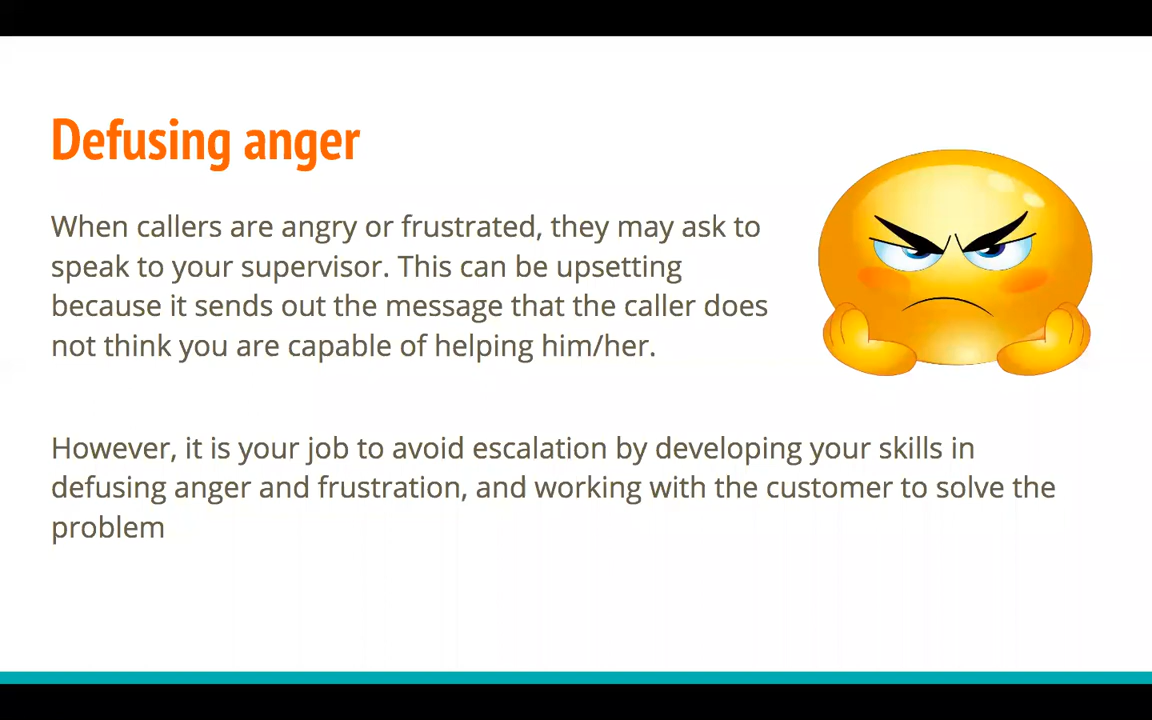 Defusing anger
When callers are angry or frustrated, they may ask to
speak to your supervisor. This can be upsetting
because it sends out the message that the caller does
not think you are capable of helping him/her.
However, it is your job to avoid escalation by developing your skills in
defusing anger and frustration, and working with the customer to solve the
problem